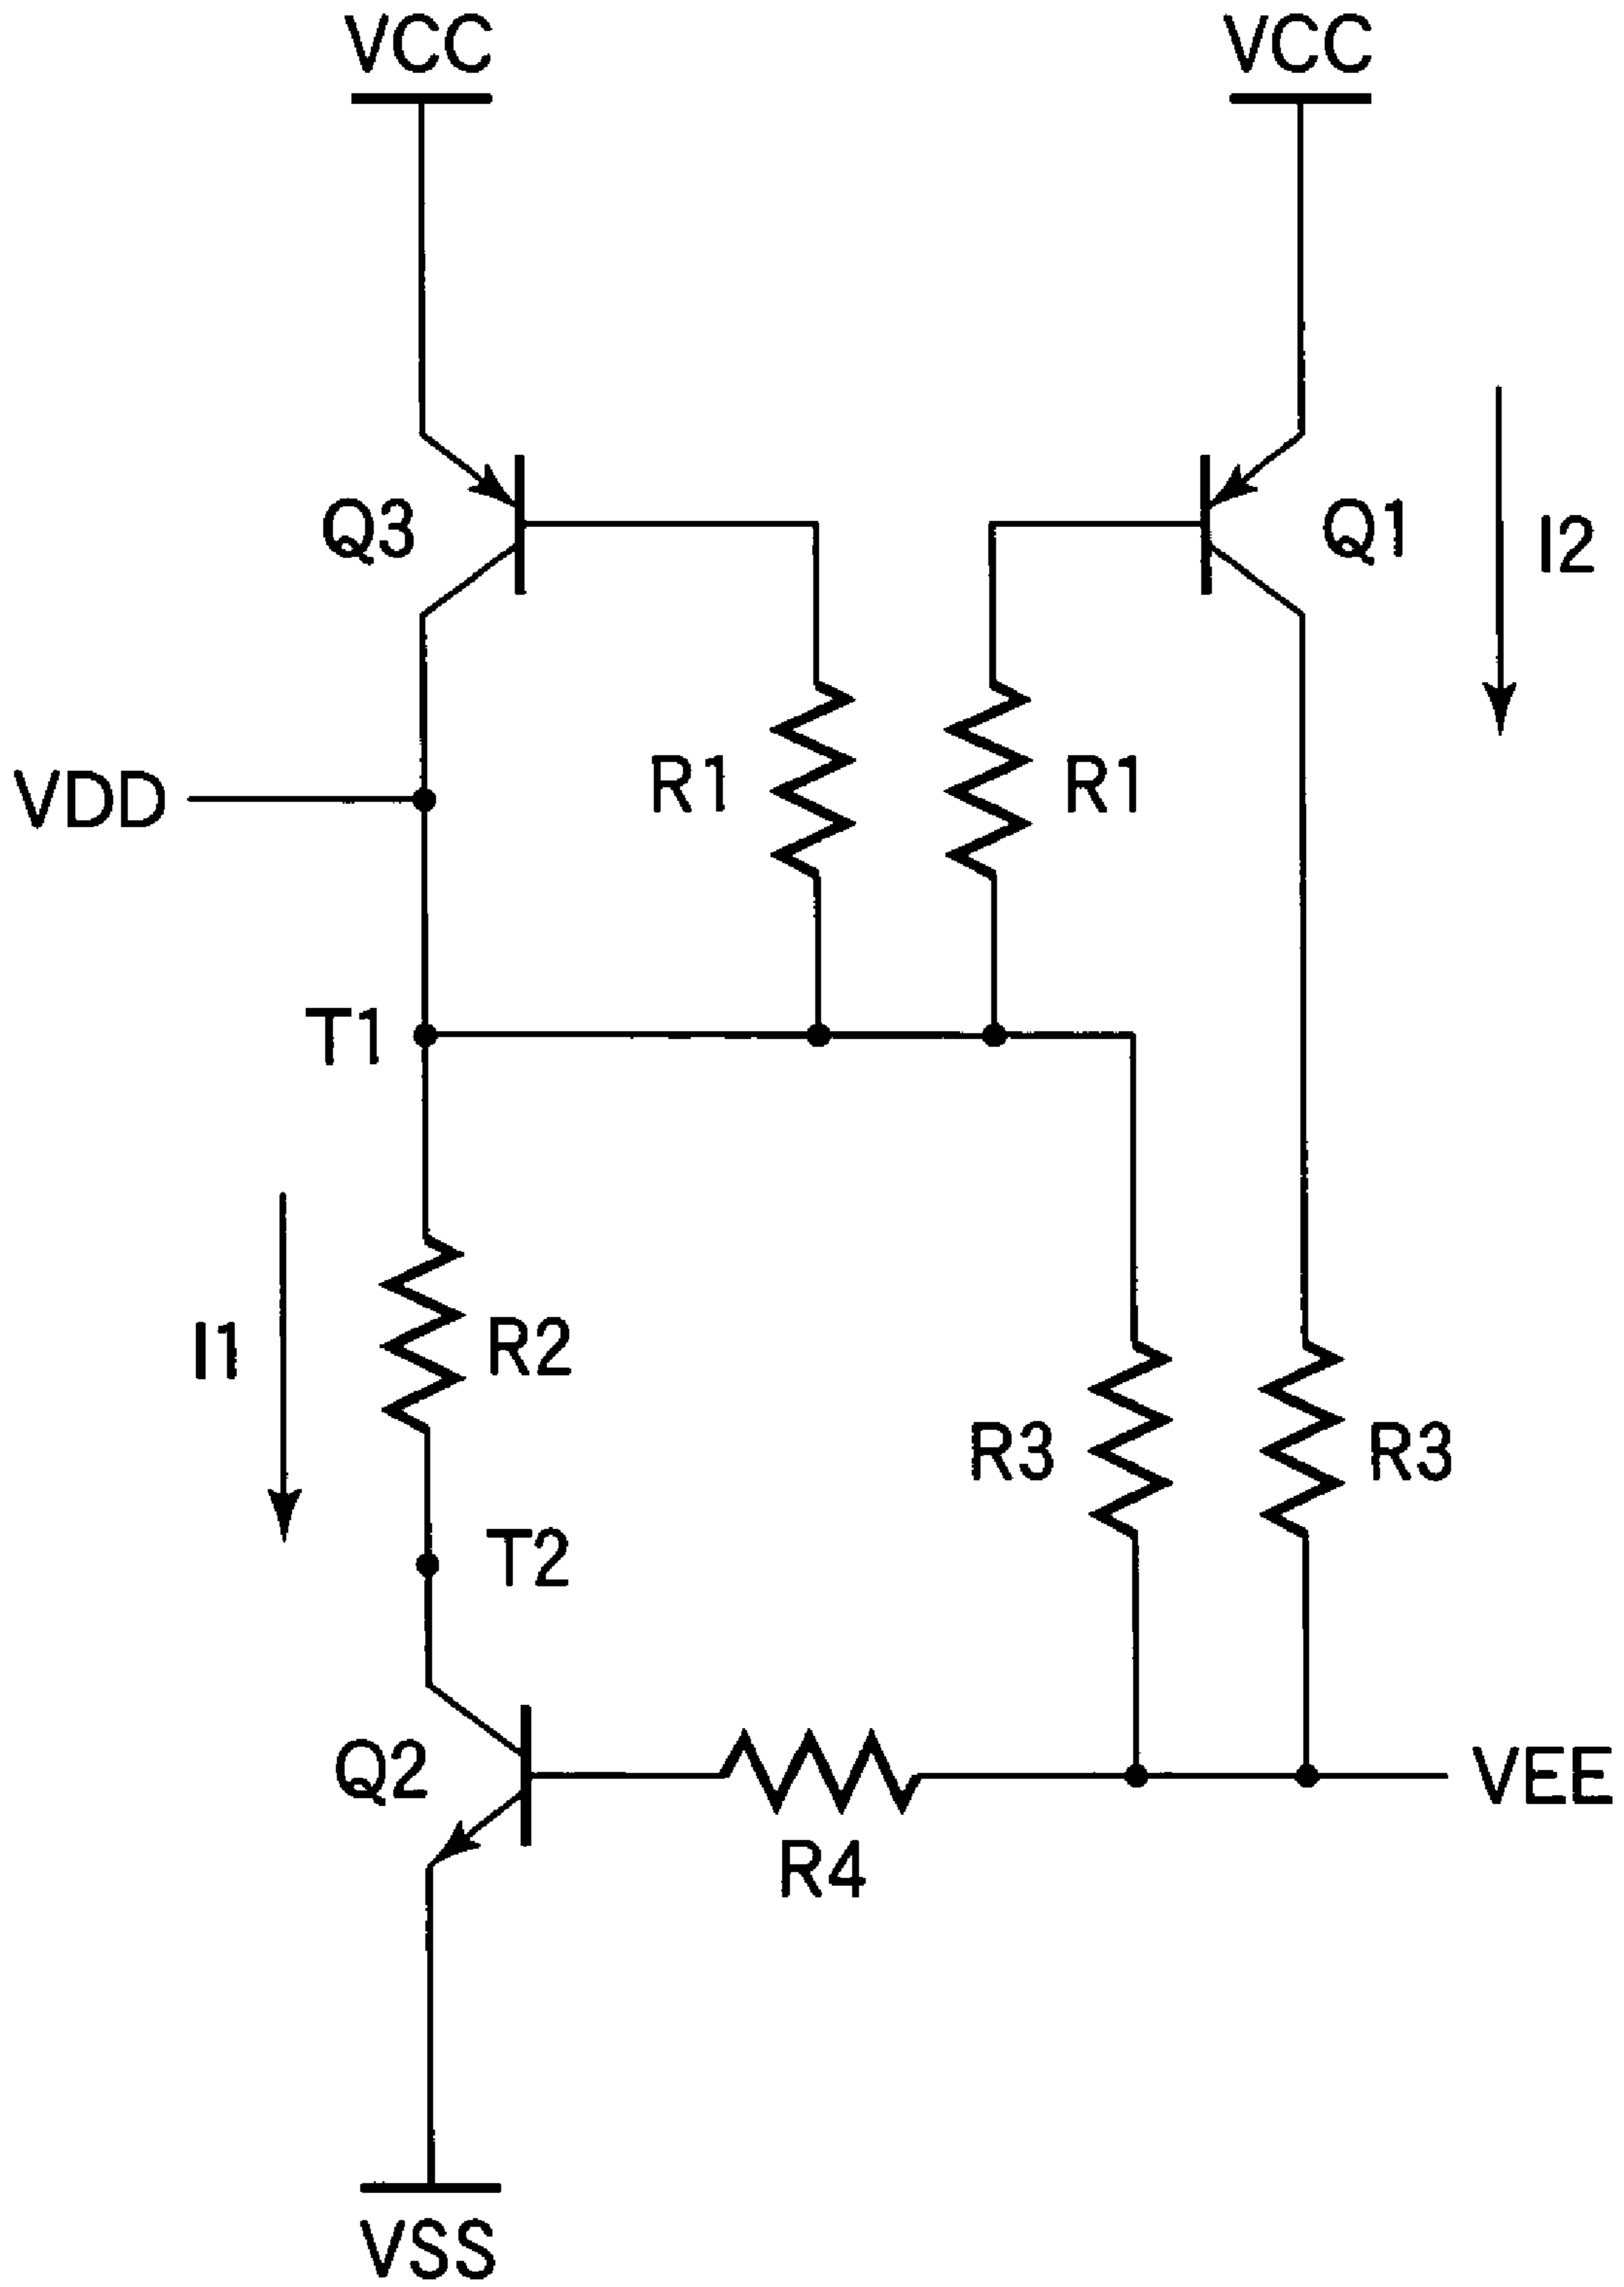 VCC VCC
Q3 Q1 I2
R1 R1
VDD
T1
I1 R2
R3 R3
T2
Q2 VEE
R4
VSS